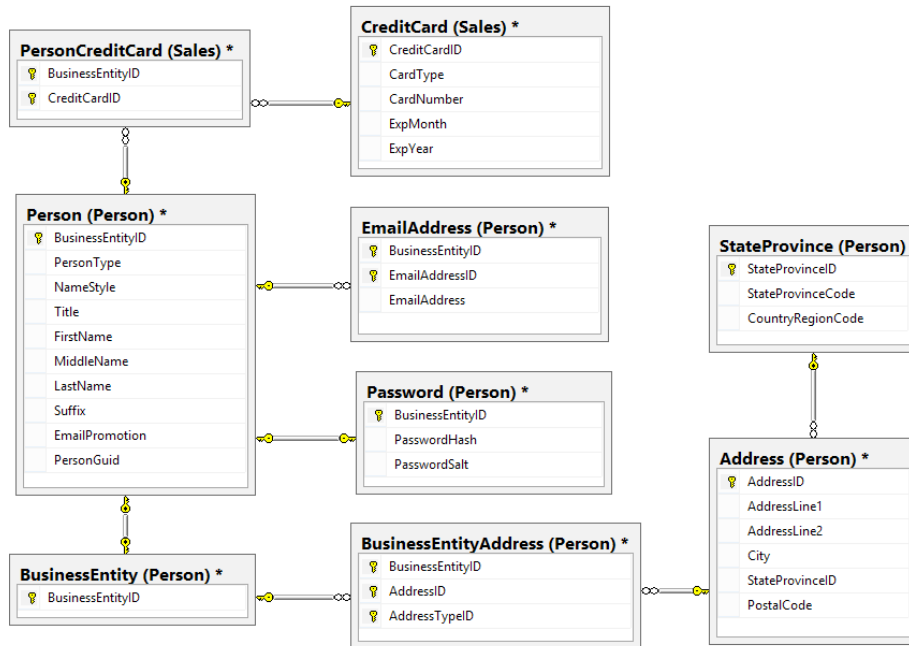 PersonCreditCard (Sales) *
BusinessEntityID
CreditCardID
CreditCard (Sales) *
CreditCardID
CardType
CardNumber
ExpMonth
ExpYear
Person (Person) *
BusinessEntityID
PersonType
NameStyle
Title
FirstName
MiddleName
LastName
Suffix
EmailPromotion
PersonGuid
EmailAddress (Person) *
BusinessEntityID
EmailAddressID
EmailAddress
StateProvince (Person)
StateProvinceID
StateProvinceCode
CountryRegionCode
Password (Person) *
BusinessEntityID
PasswordHash
PasswordSalt
Address (Person) *
AddressID
AddressLine1
AddressLine2
City
StateProvinceID
PostalCode
BusinessEntity (Person) *
BusinessEntityID
BusinessEntityAddress (Person) *
BusinessEntityID
AddressID
AddressTypeID